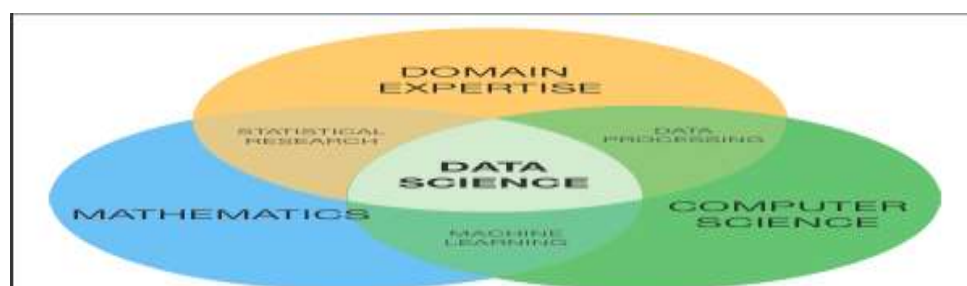 DOMAIN
EXPERTISE
STATISTICAL
RESEARCH
DATA
PROCESSING
DATA
SCIENCE
MATHEMATICS
COMPUTER
SCIENCE
MACHINE
LEARNING